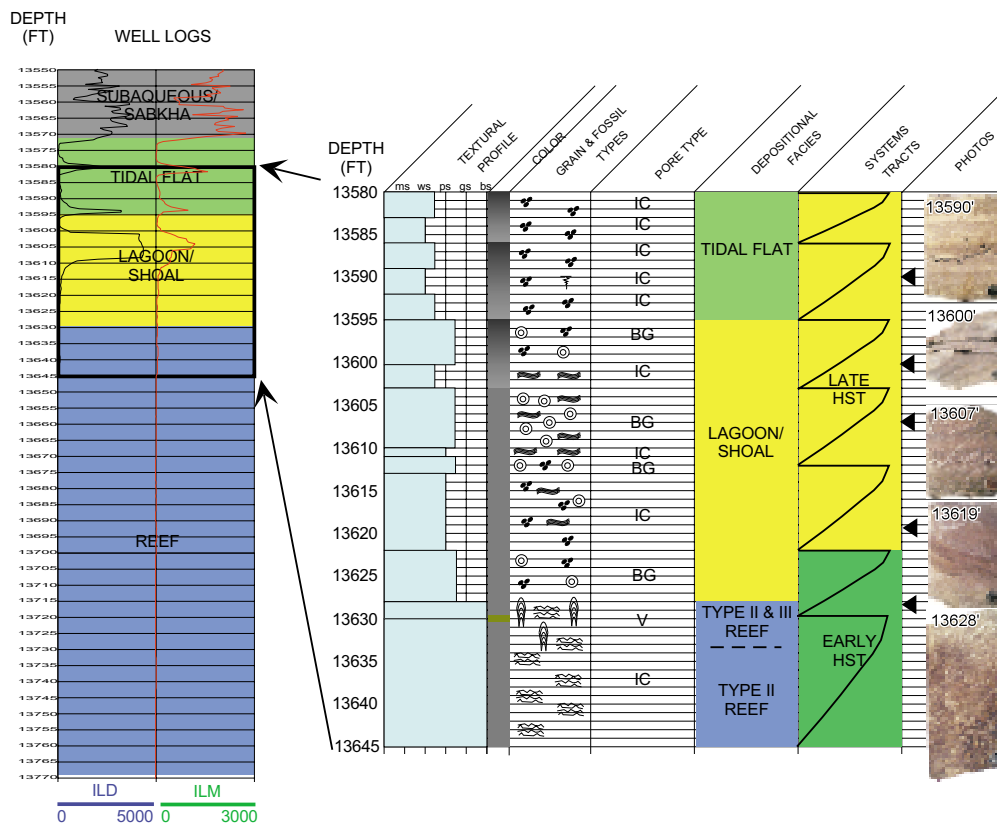 DEPTH
(FT)
WELL LOGS
13550
13555
13560
13565
13570
13575
13580
13585
13590
13595
13600
13605
13610
13615
13620
13625
13630
13635
13640
13645
13650
13655
13660
13665
13670
13675
13680
13685
13690
13695
13700
13705
13710
13715
13720
13725
13730
13735
13740
13745
13750
13755
13760
13765
13770
SUBAQUEOUS/
SABKHA
TIDAL FLAT
LAGOON/
SHOAL
REEF
ILD
ILM
0 5000 0 3000
DEPTH
(FT)
TEXTURAL
PROFILE
COLOR
GRAIN & FOSSIL
TYPES
PORE TYPE
DEPOSITIONAL
FACIES
SYSTEMS
TRACTS
PHOTOS
ms ws ps gs bs
13580
13585
13590
13595
13600
13605
13610
13615
13620
13625
13630
13635
13640
13645
IC
IC
IC
IC
IC
BG
IC
BG
IC
BG
IC
BG
V
IC
TIDAL FLAT
LAGOON/
SHOAL
TYPE II & III
REEF
TYPE II
REEF
LATE
HST
EARLY
HST
13590'
13600'
13607'
13619'
13628'